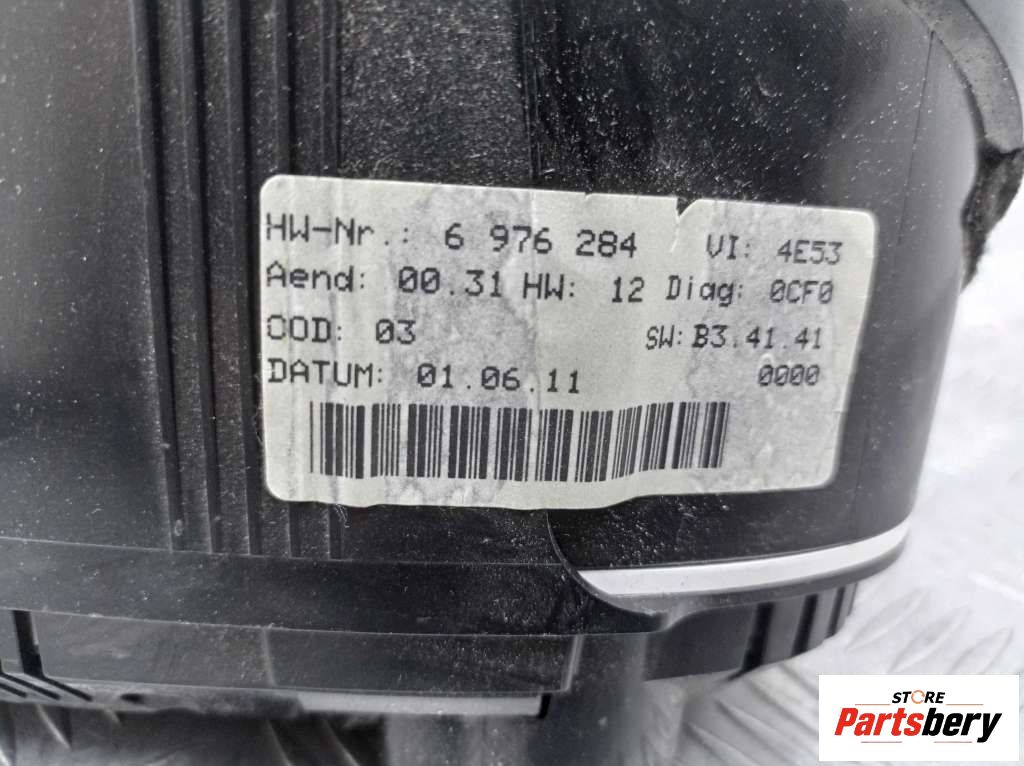 HW-Nr.: 6 976 284 VI: 4E53
Aend: 00.31 HW: 12 Diag: 0CF0
COD: 03 SW: B3.41.41
DATUM: 01.06.11 0000
STORE
Partsbery